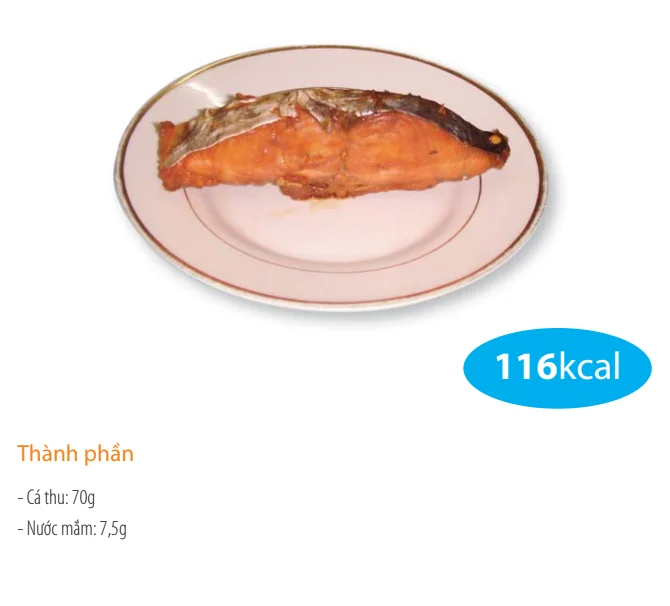 116kcal
Thành phần
- Cá thu: 70g
- Nước mắm: 7,5g